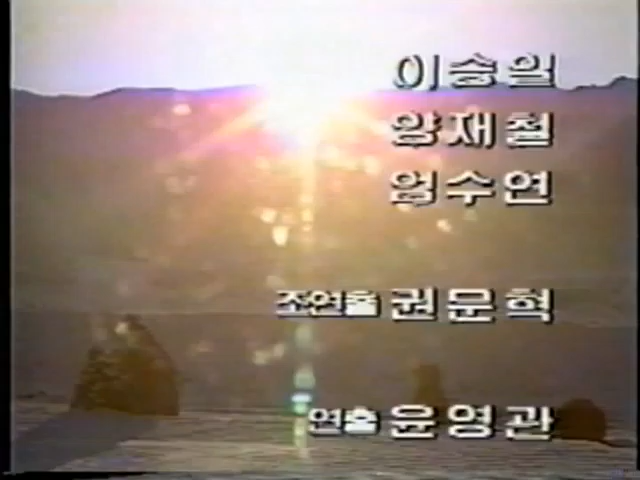 이승일
양재철
엄수연
조연출 권문혁
연출 윤영관